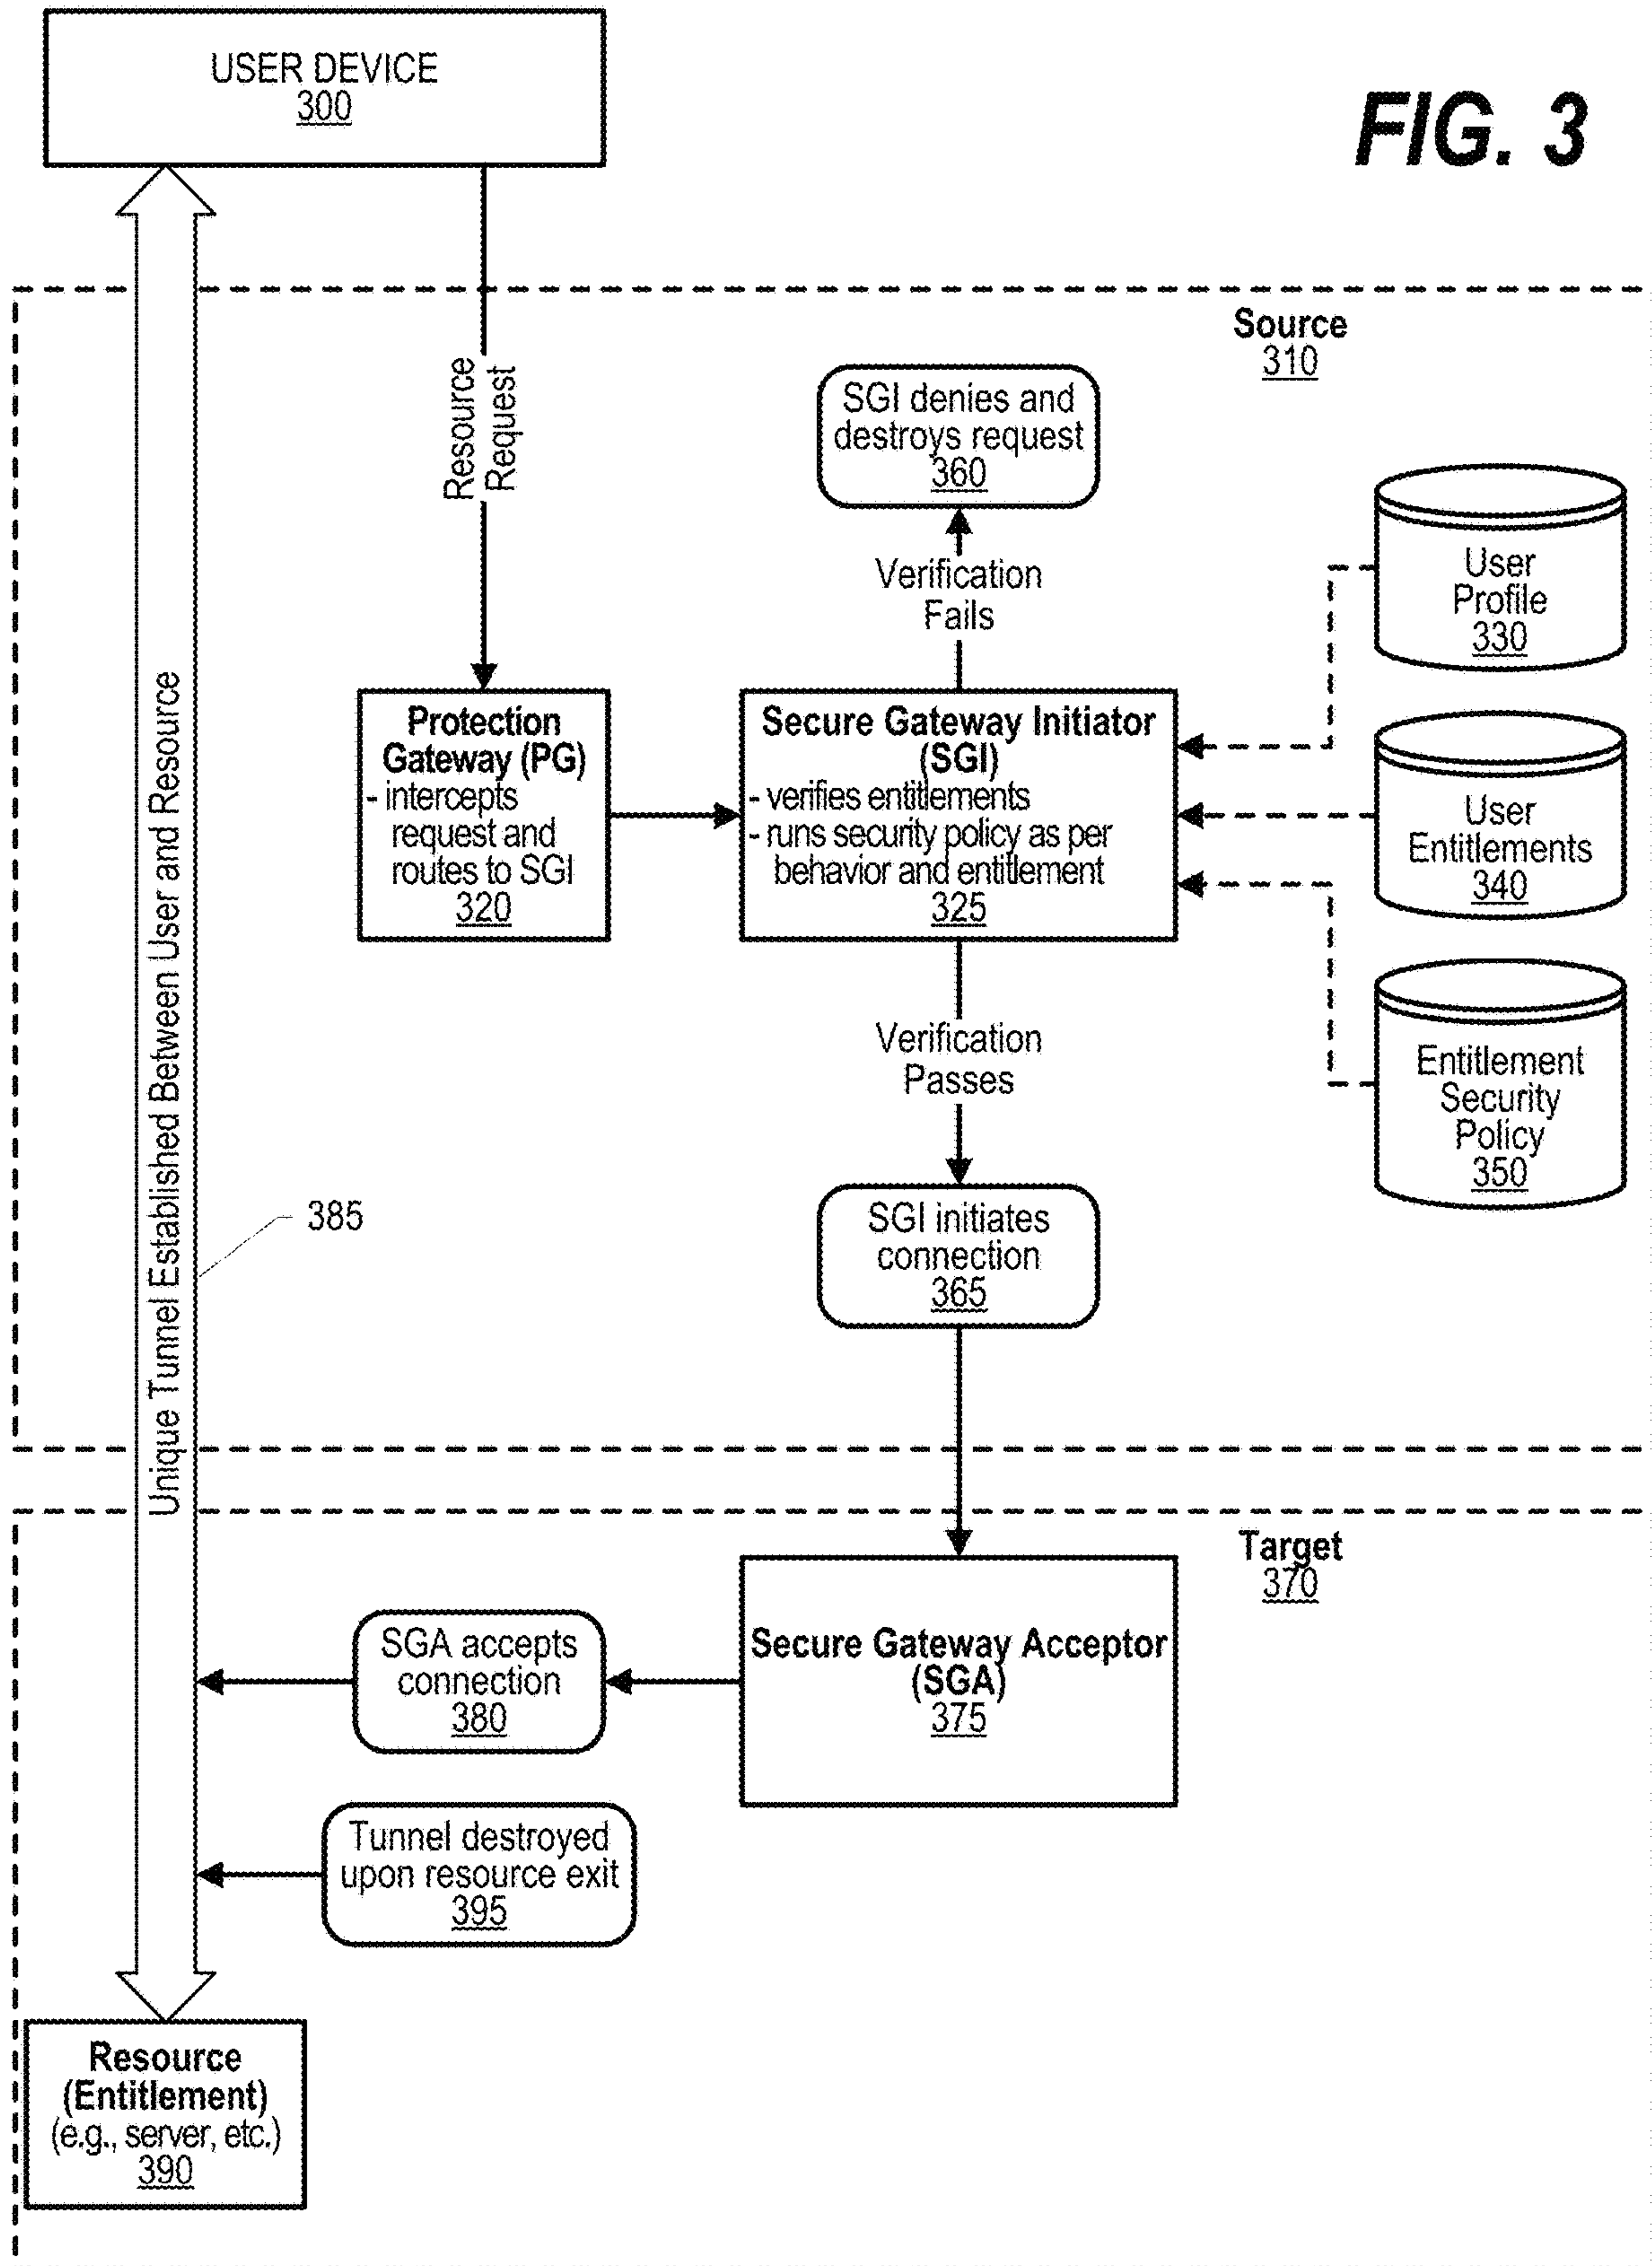 USER DEVICE
300
FIG. 3
Source
310
Resource
Request
SGI denies and
destroys request
360
Verification
Fails
User
Profile
330
Protection
Gateway (PG)
- intercepts
request and
routes to SGI
320
Secure Gateway Initiator
(SGI)
- verifies entitlements
- runs security policy as per
behavior and entitlement
325
User
Entitlements
340
Verification
Passes
Entitlement
Security
Policy
350
Unique Tunnel Established Between User and Resource
385
SGI initiates
connection
365
Target
370
Secure Gateway Acceptor
(SGA)
375
SGA accepts
connection
380
Tunnel destroyed
upon resource exit
395
Resource
(Entitlement)
(e.g., server, etc.)
390